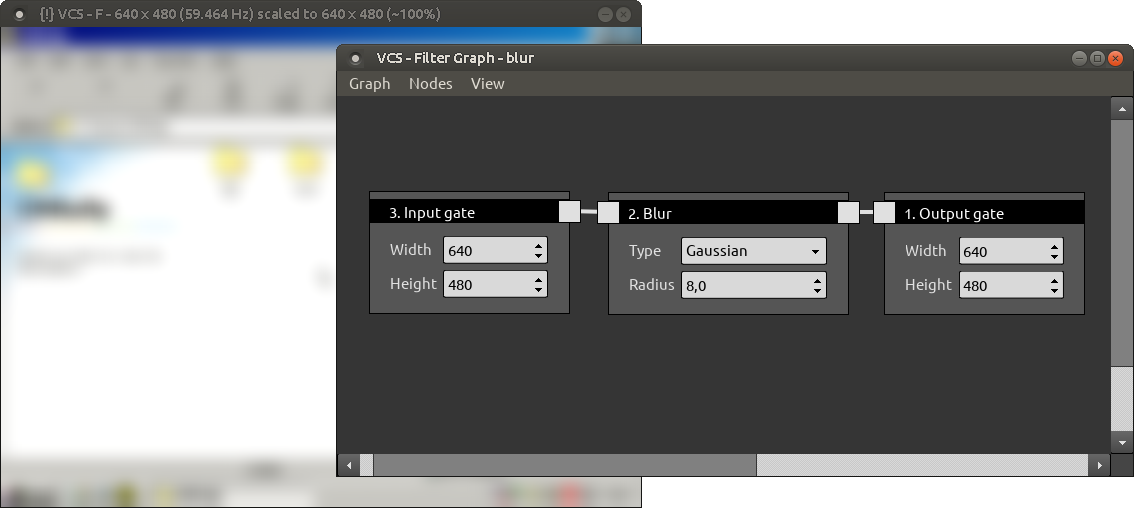 {!} VCS - F - 640 x 480 (59.464 Hz) scaled to 640 x 480 (~100%)
VCS - Filter Graph - blur
Graph Nodes View
3. Input gate
Width 640
Height 480
2. Blur
Type Gaussian
Radius 8,0
1. Output gate
Width 640
Height 480